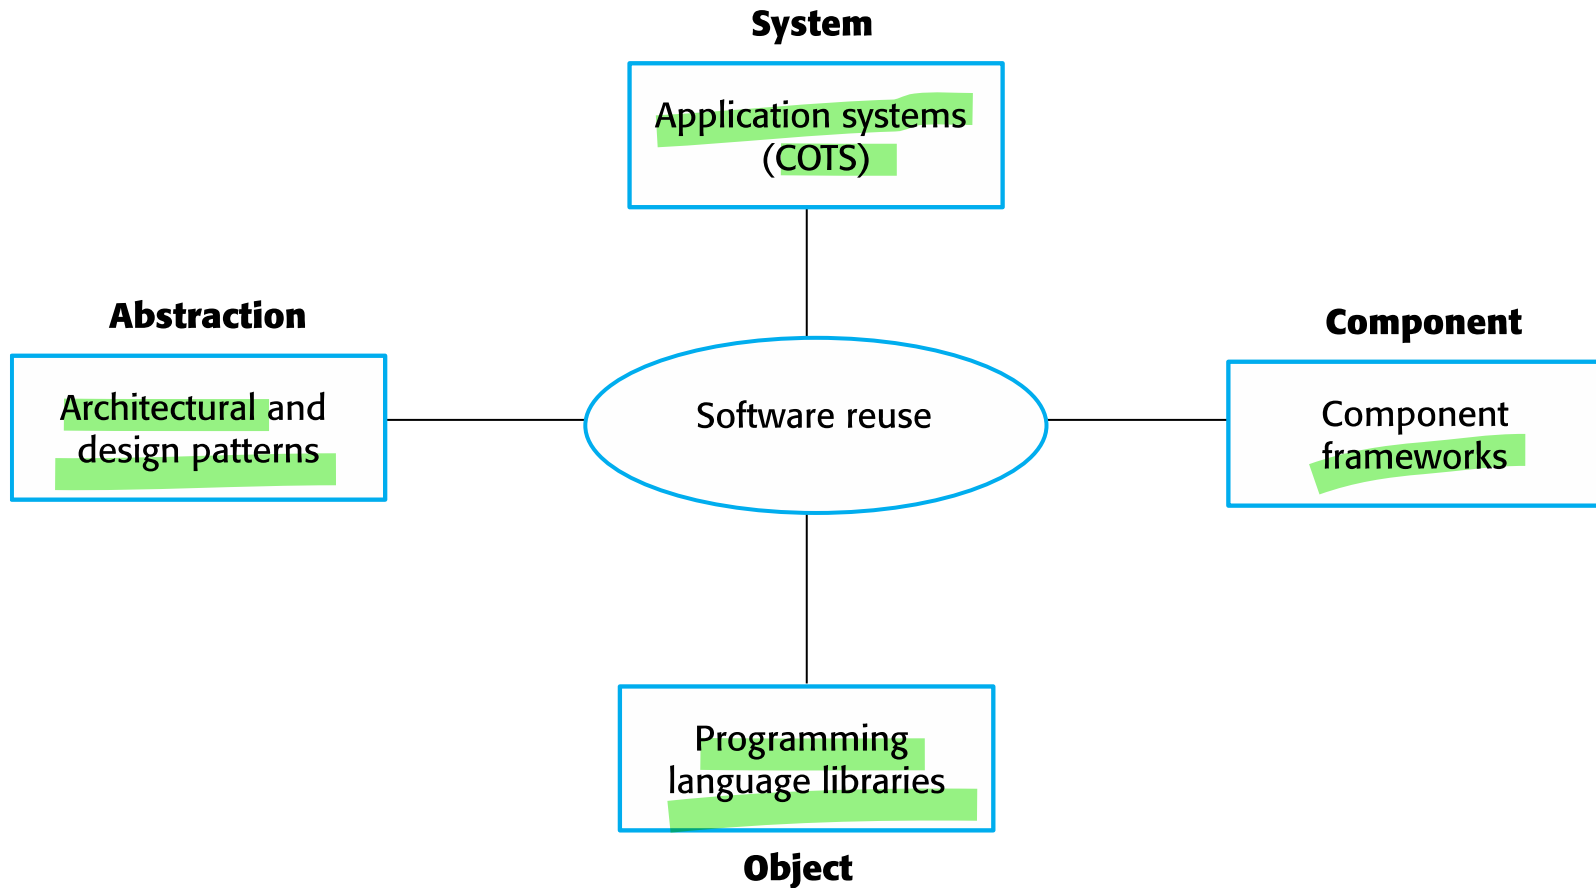 System
Application systems
(COTS)
Abstraction
Architectural and
design patterns
Software reuse
Component
Component
frameworks
Programming
language libraries
Object